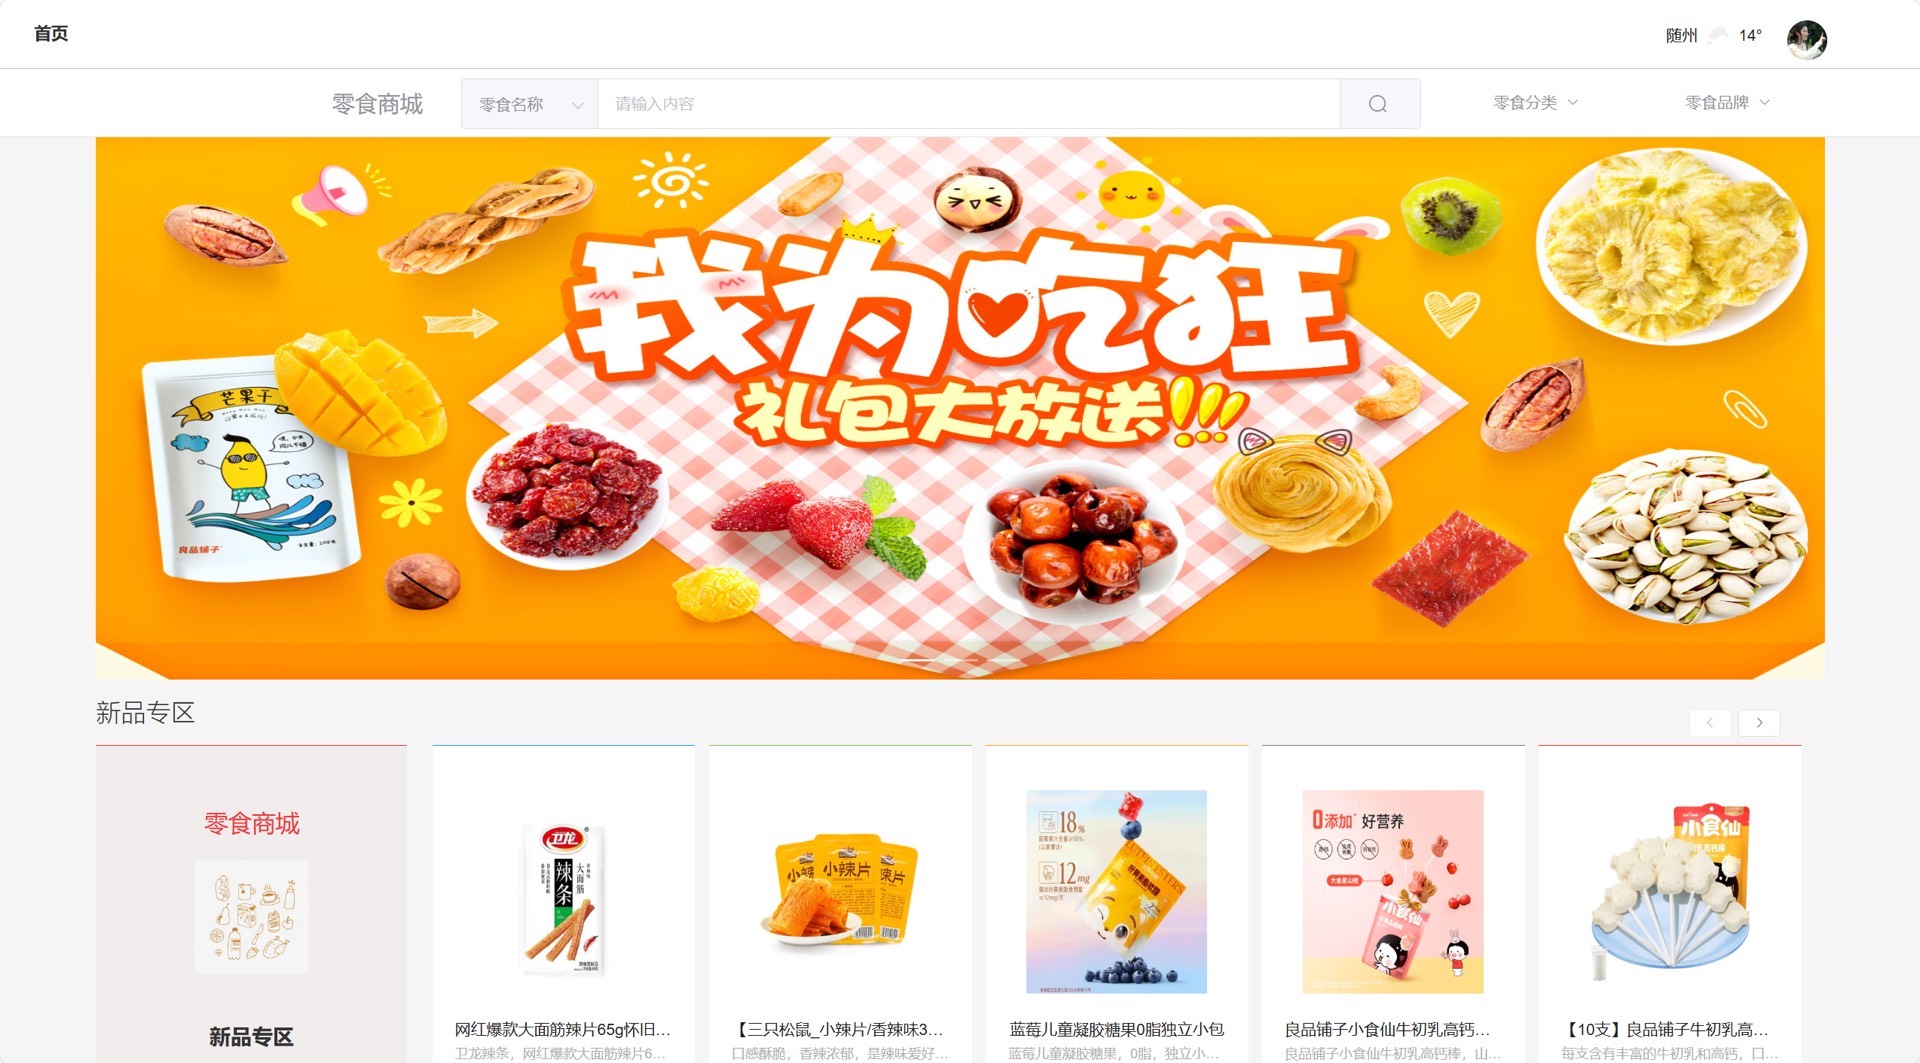 首页
随州 14°
零食商城
零食名称
请输入内容
零食分类
零食品牌
我为吃狂
礼包大放送!!!
芒果干
良品铺子
新品专区
零食商城
新品专区
卫龙
大面筋
辣条
网红爆款大面筋辣片65g怀旧...
卫龙辣条，网红爆款大面筋辣片6...
小辣片
【三只松鼠_小辣片/香辣味3...
口感酥脆，香辣浓郁，是辣味爱好...
18%
12mg
蓝莓儿童凝胶糖果0脂独立小包
蓝莓儿童凝胶糖果，0脂，独立小...
0添加 好营养
小食仙
良品铺子小食仙牛初乳高钙...
良品铺子小食仙牛初乳高钙棒，山...
小食仙
【10支】良品铺子牛初乳高...
每支含有丰富的牛初乳和高钙，口...